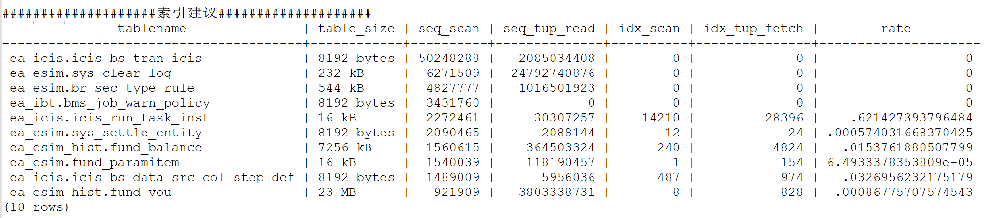 ####################索引建议####################
              tablename               | table_size | seq_scan | seq_tup_read | idx_scan | idx_tup_fetch |        rate
---------------------------------------+------------+----------+--------------+----------+---------------+---------------------
 ea_icis.icis_bs_tran_icis             | 8192 bytes | 50248288 |   2085034408 |        0 |             0 |                   0
 ea_esim.sys_clear_log                 | 232 kB     |  6271509 |  24792740876 |        0 |             0 |                   0
 ea_esim.br_sec_type_rule              | 544 kB     |  4827777 |   1016501923 |        0 |             0 |                   0
 ea_ibt.bms_job_warn_policy            | 8192 bytes |  3431760 |            0 |        0 |             0 |                   0
 ea_icis.icis_run_task_inst            | 16 kB      |  2272461 |     30307257 |    14210 |         28396 |    .621427393796484
 ea_esim.sys_settle_entity             | 8192 bytes |  2090465 |      2088144 |       12 |            24 | .000574031668370425
 ea_esim_hist.fund_balance             | 7256 kB    |  1560615 |    364503324 |      240 |          4824 |   .0153761880507799
 ea_esim.fund_paramitem                | 16 kB      |  1540039 |    118190457 |        1 |           154 | 6.4933378353809e-05
 ea_icis.icis_bs_data_src_col_step_def | 8192 bytes |  1489009 |      5956036 |      487 |           974 |   .0326956232175179
 ea_esim_hist.fund_vou                 | 23 MB      |   921909 |   3803338731 |        8 |           828 |  .00086775707574543
(10 rows)